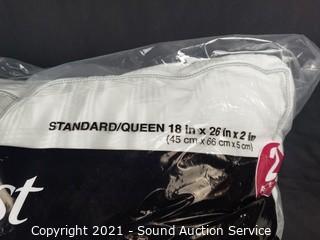 STANDARD/QUEEN 18 in x 26 in x 2 in
(45 cm x 66 cm x 5 cm)
2
st
Copyright 2021 - Sound Auction Service